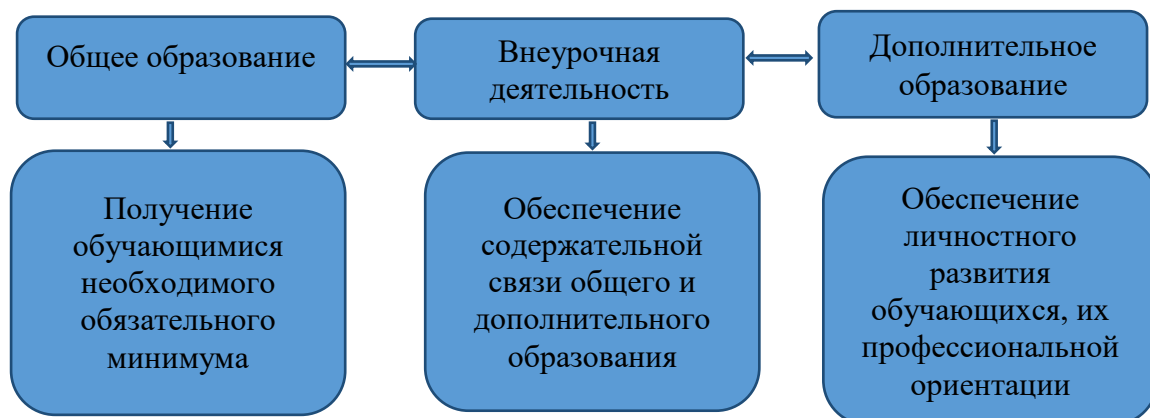 Общее образование
Внеурочная
деятельность
Дополнительное
образование
Получение
обучающимися
необходимого
обязательного
минимума
Обеспечение
содержательной
связи общего и
дополнительного
образования
Обеспечение
личностного
развития
обучающихся, их
профессиональной
ориентации